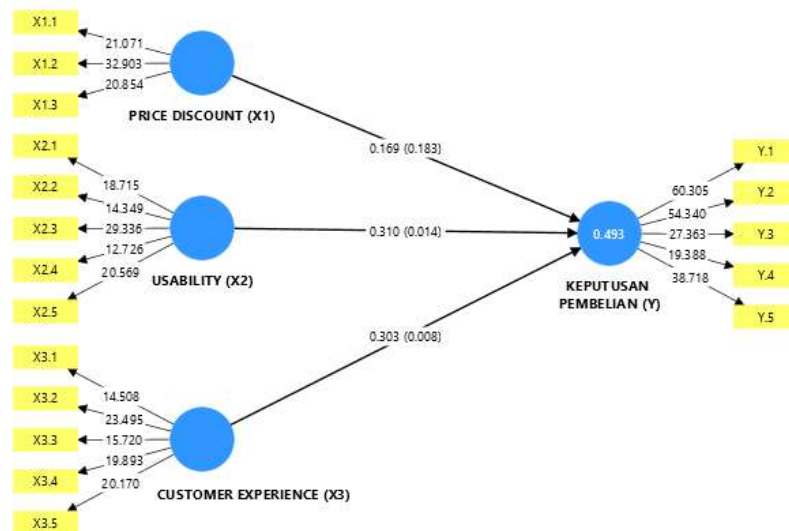 X1.1
21.071
X1.2
32.903
X1.3
20.854
PRICE DISCOUNT (X1)
X2.1
18.715
X2.2
14.349
X2.3
29.336
X2.4
12.726
X2.5
20.569
USABILITY (X2)
X3.1
14.508
X3.2
23.495
X3.3
15.720
X3.4
19.893
X3.5
20.170
CUSTOMER EXPERIENCE (X3)
0.169 (0.183)
0.310 (0.014)
0.303 (0.008)
0.493
KEPUTUSAN
PEMBELIAN (Y)
60.305
Y.1
54.340
Y.2
27.363
Y.3
19.388
Y.4
38.718
Y.5